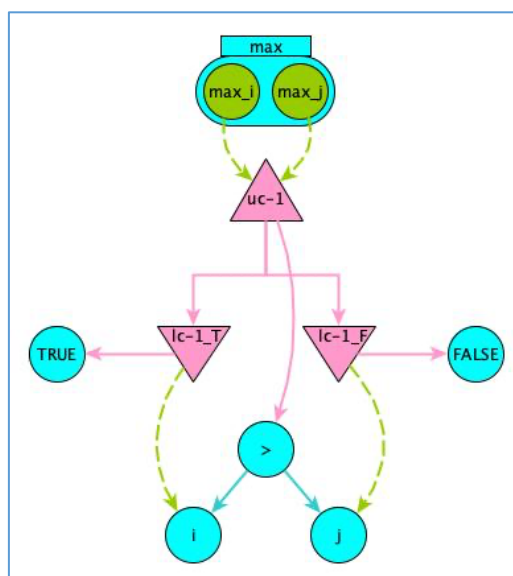 max
max_i max_j
uc-1
lc-1_T lc-1_F
TRUE FALSE
>
i j